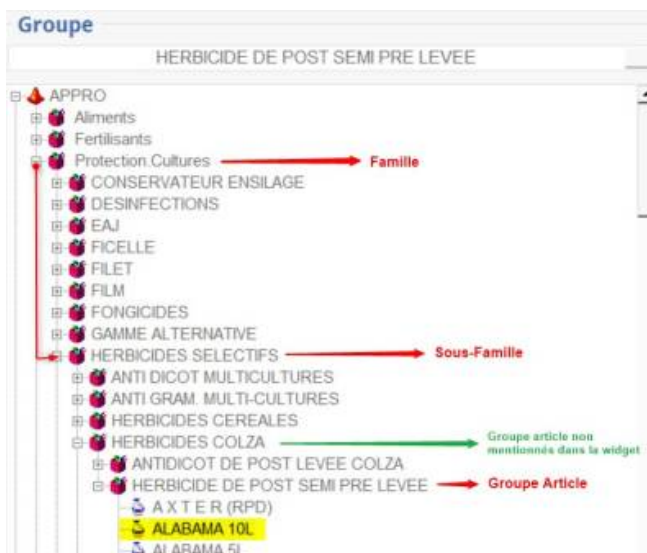 Groupe
HERBICIDE DE POST SEMI PRE LEVEE
APPRO
Aliments
Fertilisants
Protection.Cultures Famille
CONSERVATEUR ENSILAGE
DESINFECTIONS
EAJ
FICELLE
FILET
FILM
FONGICIDES
GAMME ALTERNATIVE
HERBICIDES SELECTIFS Sous-Famille
ANTI DICOT MULTICULTURES
ANTI GRAM. MULTI-CULTURES
HERBICIDES CEREALES
HERBICIDES COLZA Groupe article non
mentionnés dans la widget
ANTIDICOT DE POST LEVEE COLZA
HERBICIDE DE POST SEMI PRE LEVEE Groupe Article
A X T E R (RPD)
ALABAMA 10L
ALABAMA 5L